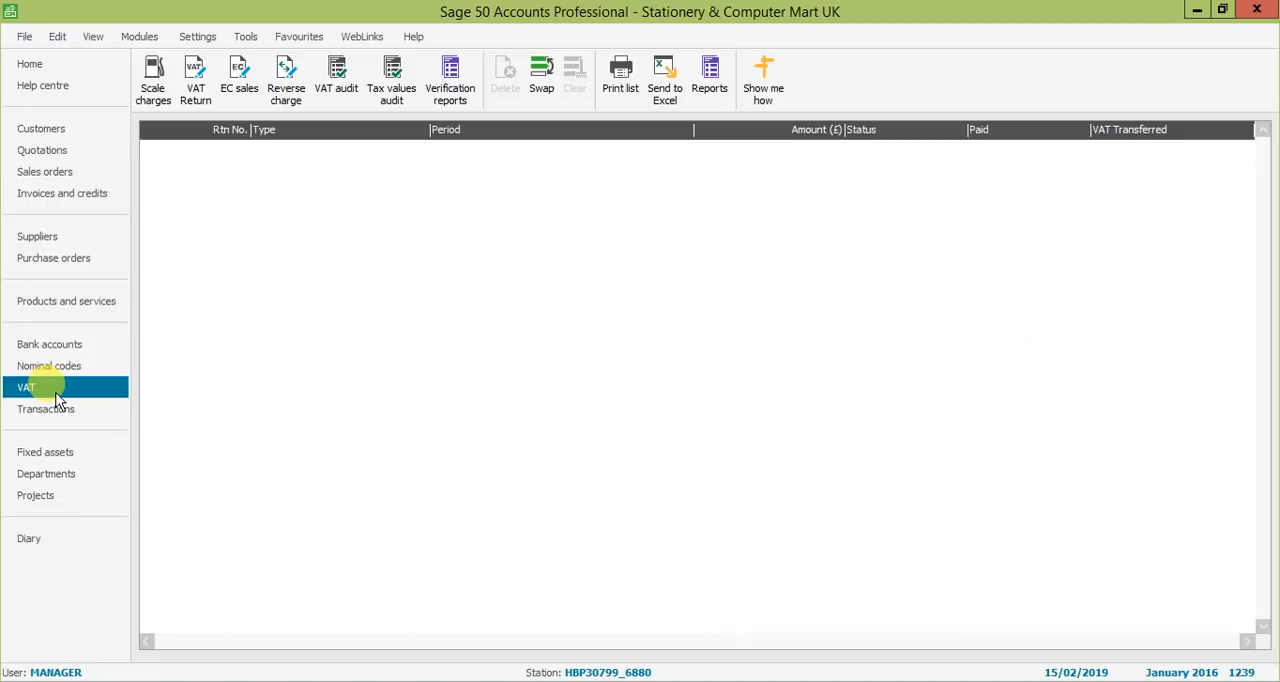 Sage 50 Accounts Professional - Stationery & Computer Mart UK
File Edit View Modules Settings Tools Favourites WebLinks Help
Home
Help centre
Customers
Quotations
Sales orders
Invoices and credits
Suppliers
Purchase orders
Products and services
Bank accounts
Nominal codes
VAT
Transactions
Fixed assets
Departments
Projects
Diary
Scale charges
VAT Return
EC sales
Reverse charge
VAT audit
Tax values audit
Verification reports
Delete
Swap
Clear
Print list
Send to Excel
Reports
Show me how
Rtn No. Type Period Amount (£) Status Paid VAT Transferred
User: MANAGER Station: HBP30799_6880 15/02/2019 January 2016 1239